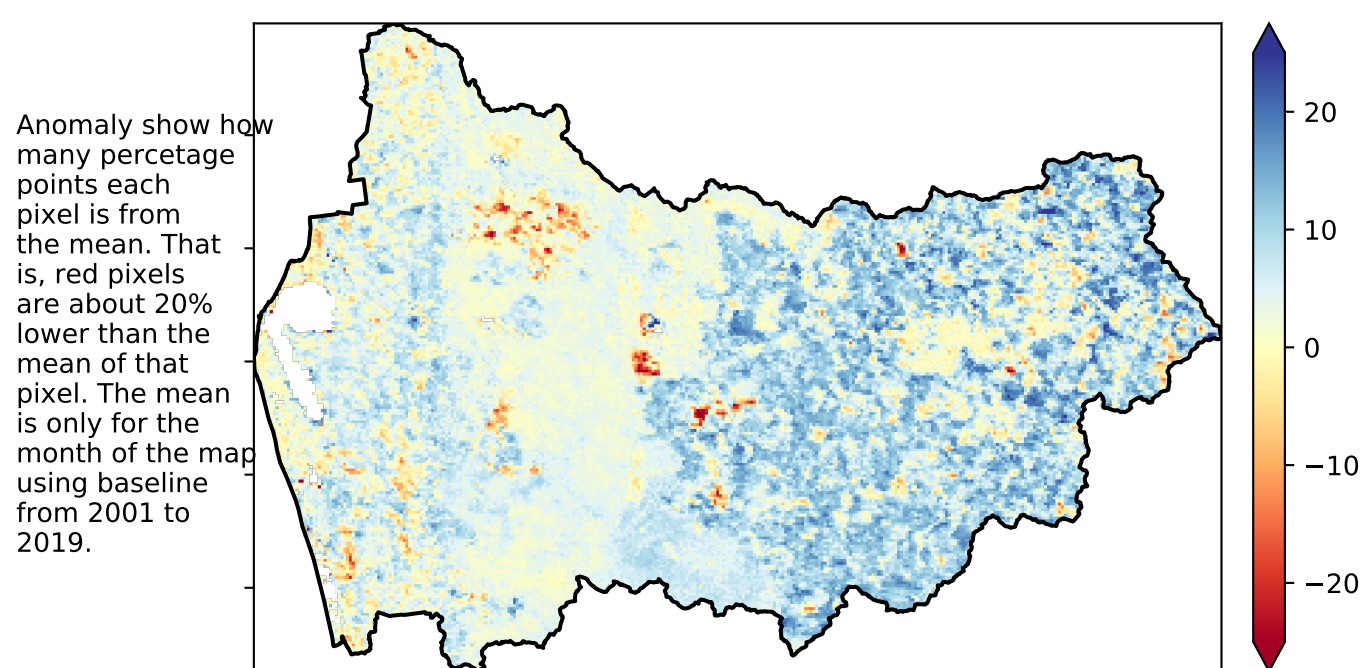 Anomaly show how
many percetage
points each
pixel is from
the mean. That
is, red pixels
are about 20%
lower than the
mean of that
pixel. The mean
is only for the
month of the map
using baseline
from 2001 to
2019.
20
10
0
−10
−20